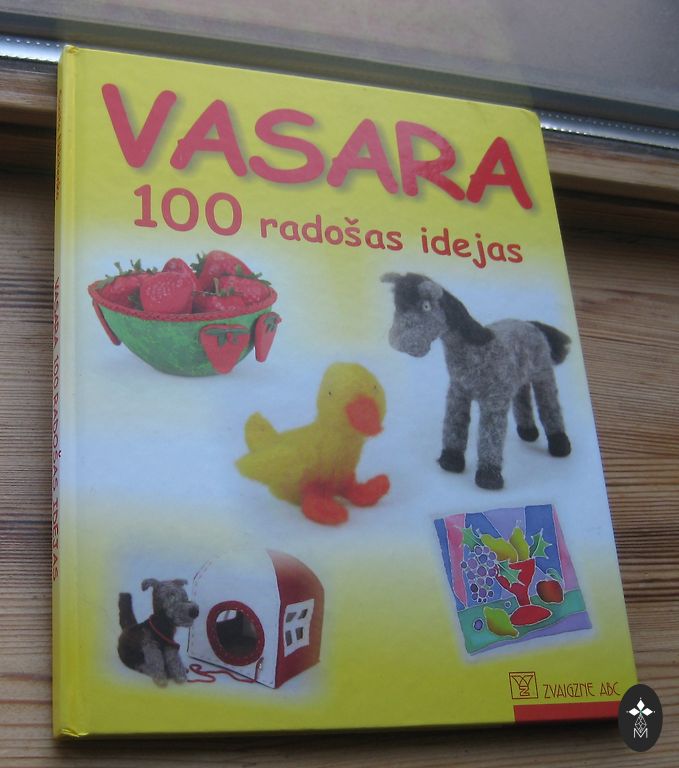 VASARA
100 radošas idejas
VASARA 100 RADOŠAS IDEJAS
ZVAIGZNE ABC
M